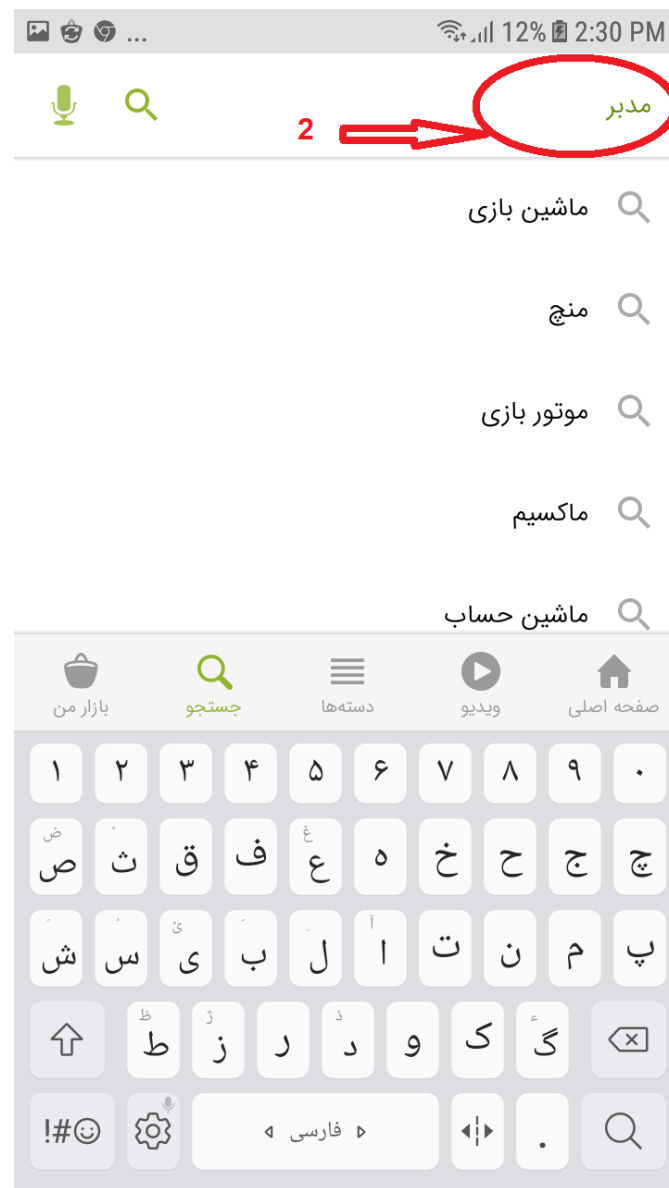 ... 12% 2:30 PM
مدبر
2
ماشین بازی
منچ
موتور بازی
ماکسیم
ماشین حساب
صفحه اصلی ویدیو دسته‌ها جستجو بازار من
۱ ۲ ۳ ۴ ۵ ۶ ۷ ۸ ۹ ۰
ض ص ث ق ف غ ع ه خ ح ج چ
ش س ئ ی ب ل آ ا ت ن م پ
ظ ط ژ ز ر ذ د و ک ء گ
!#☺ فارسی .